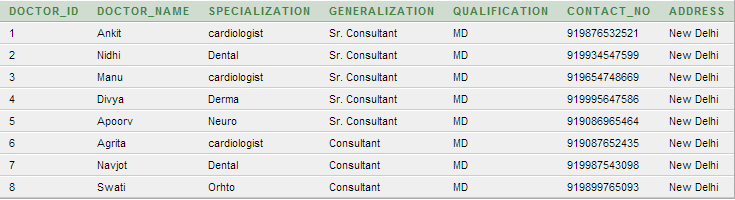 DOCTOR_ID DOCTOR_NAME SPECIALIZATION GENERALIZATION QUALIFICATION CONTACT_NO ADDRESS
1 Ankit cardiologist Sr. Consultant MD 919876532521 New Delhi
2 Nidhi Dental Sr. Consultant MD 919934547599 New Delhi
3 Manu cardiologist Sr. Consultant MD 919654748669 New Delhi
4 Divya Derma Sr. Consultant MD 919995647586 New Delhi
5 Apoorv Neuro Sr. Consultant MD 919086965464 New Delhi
6 Agrita cardiologist Consultant MD 919087652435 New Delhi
7 Navjot Dental Consultant MD 919987543098 New Delhi
8 Swati Orhto Consultant MD 919899765093 New Delhi